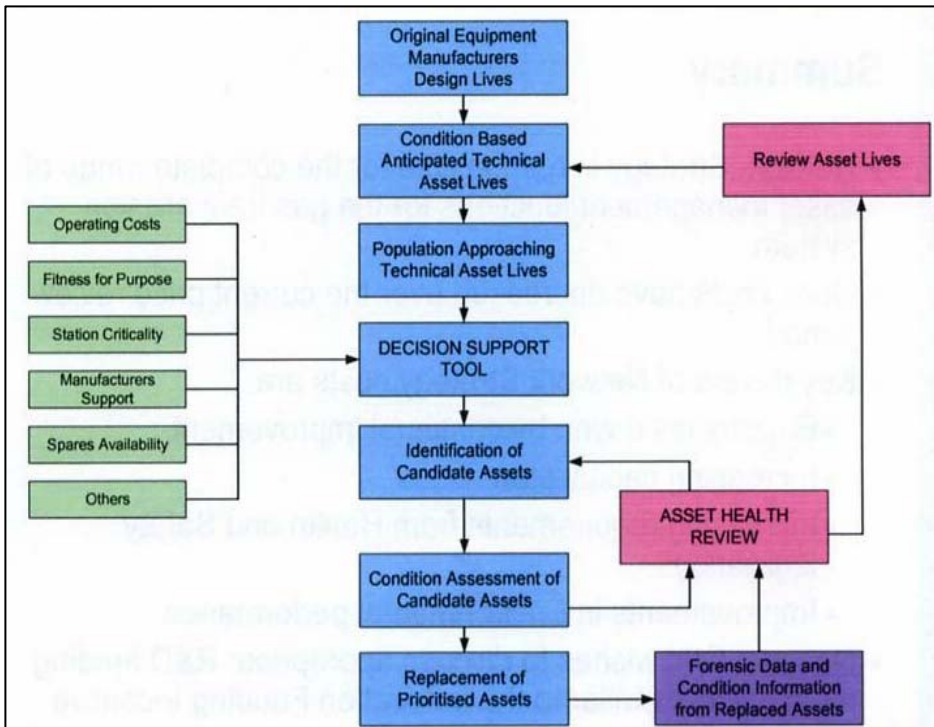 Original Equipment
Manufacturers
Design Lives
Condition Based
Anticipated Technical
Asset Lives
Review Asset Lives
Operating Costs
Population Approaching
Technical Asset Lives
Fitness for Purpose
Station Criticality
DECISION SUPPORT
TOOL
Manufacturers
Support
Spares Availability
Identification of
Candidate Assets
Others
ASSET HEALTH
REVIEW
Condition Assessment of
Candidate Assets
Replacement of
Prioritised Assets
Forensic Data and
Condition Information
from Replaced Assets